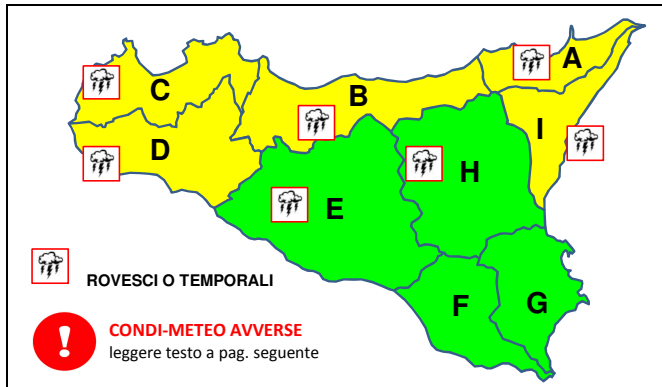 A
C
B
I
D
H
E
F
G
ROVESCI O TEMPORALI
!
CONDI-METEO AVVERSE
leggere testo a pag. seguente